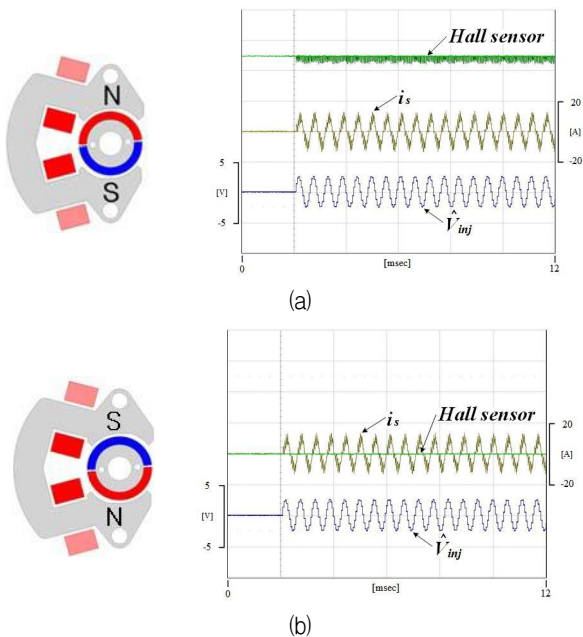 Hall sensor
N
i_s
20
[A]
-20
5
[V]
-5
S
V̂_inj
0
[msec]
12
(a)
S
i_s
Hall sensor
20
[A]
-20
5
[V]
-5
N
V̂_inj
0
[msec]
12
(b)